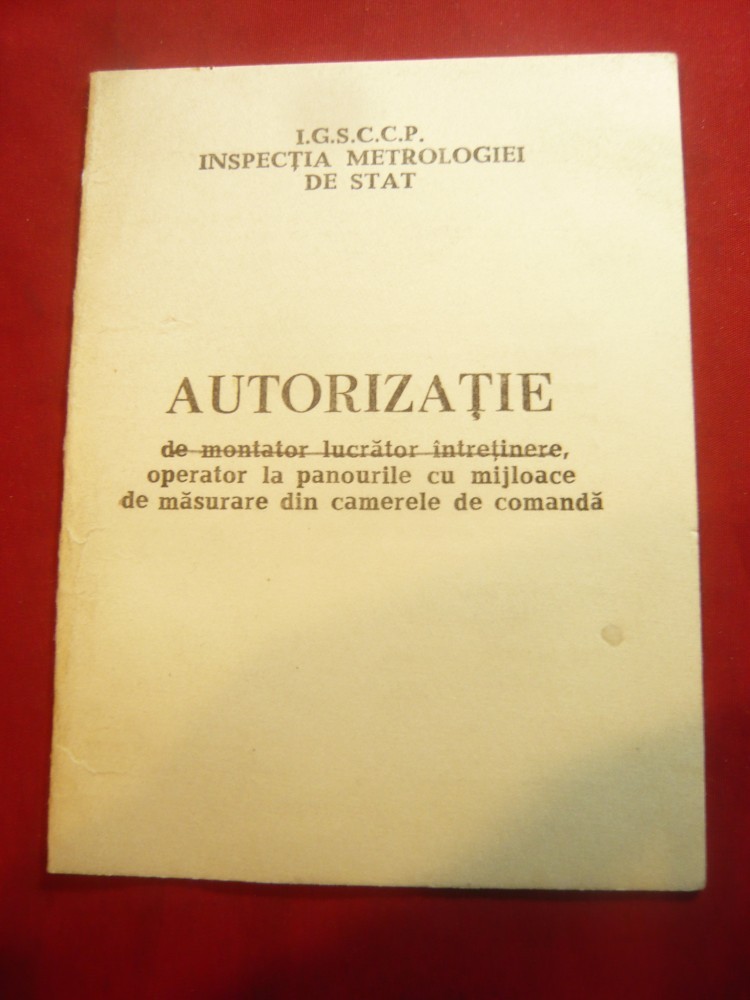 I.G.S.C.C.P.
INSPECȚIA METROLOGIEI
DE STAT
AUTORIZAȚIE
de montator lucrător întreținere,
operator la panourile cu mijloace
de măsurare din camerele de comandă